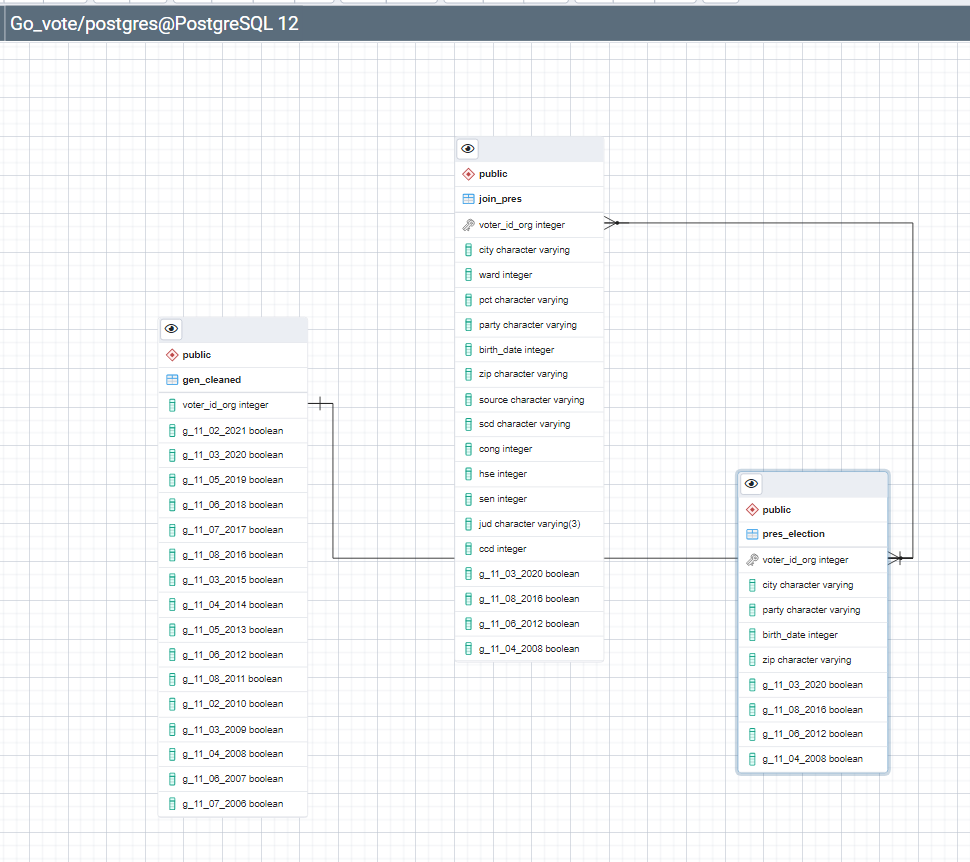 Go_vote/postgres@PostgreSQL 12
public
join_pres
voter_id_org integer
city character varying
ward integer
pct character varying
party character varying
birth_date integer
zip character varying
source character varying
scd character varying
cong integer
hse integer
sen integer
jud character varying(3)
ccd integer
g_11_03_2020 boolean
g_11_08_2016 boolean
g_11_06_2012 boolean
g_11_04_2008 boolean
public
gen_cleaned
voter_id_org integer
g_11_02_2021 boolean
g_11_03_2020 boolean
g_11_05_2019 boolean
g_11_06_2018 boolean
g_11_07_2017 boolean
g_11_08_2016 boolean
g_11_03_2015 boolean
g_11_04_2014 boolean
g_11_05_2013 boolean
g_11_06_2012 boolean
g_11_08_2011 boolean
g_11_02_2010 boolean
g_11_03_2009 boolean
g_11_04_2008 boolean
g_11_06_2007 boolean
g_11_07_2006 boolean
public
pres_election
voter_id_org integer
city character varying
party character varying
birth_date integer
zip character varying
g_11_03_2020 boolean
g_11_08_2016 boolean
g_11_06_2012 boolean
g_11_04_2008 boolean